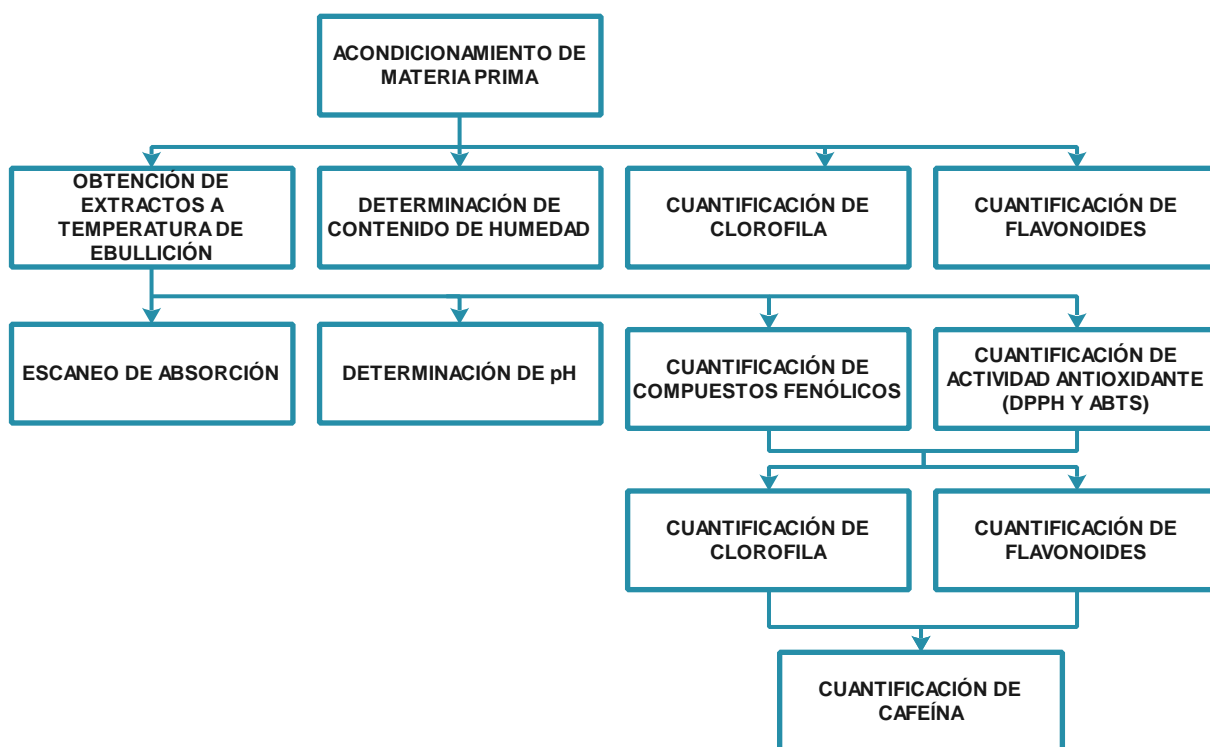 ACONDICIONAMIENTO DE
MATERIA PRIMA
OBTENCIÓN DE
EXTRACTOS A
TEMPERATURA DE
EBULLICIÓN
DETERMINACIÓN DE
CONTENIDO DE HUMEDAD
CUANTIFICACIÓN DE
CLOROFILA
CUANTIFICACIÓN DE
FLAVONOIDES
ESCANEO DE ABSORCIÓN
DETERMINACIÓN DE pH
CUANTIFICACIÓN DE
COMPUESTOS FENÓLICOS
CUANTIFICACIÓN DE
ACTIVIDAD ANTIOXIDANTE
(DPPH Y ABTS)
CUANTIFICACIÓN DE
CLOROFILA
CUANTIFICACIÓN DE
FLAVONOIDES
CUANTIFICACIÓN DE
CAFEÍNA